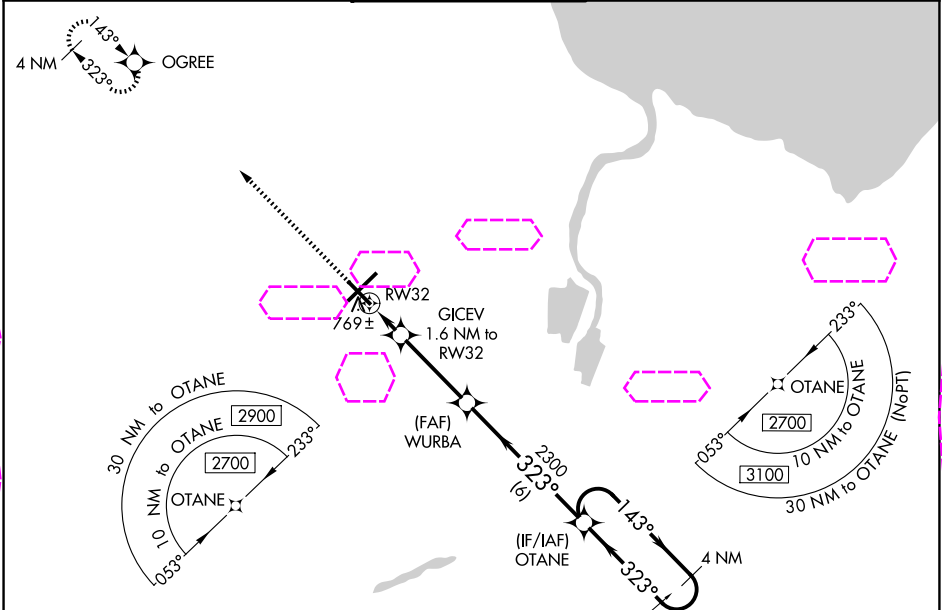 143°
4 NM
323°
OGREE
RW32
769±
GICEV
1.6 NM to
RW32
(FAF)
WURBA
2300
323°
(6)
(IF/IAF)
OTANE
143°
323°
4 NM
30 NM to OTANE
2900
10 NM to OTANE
2700
233°
OTANE
053°
233°
OTANE
2700
10 NM to OTANE
053°
3100
30 NM to OTANE (NoPT)